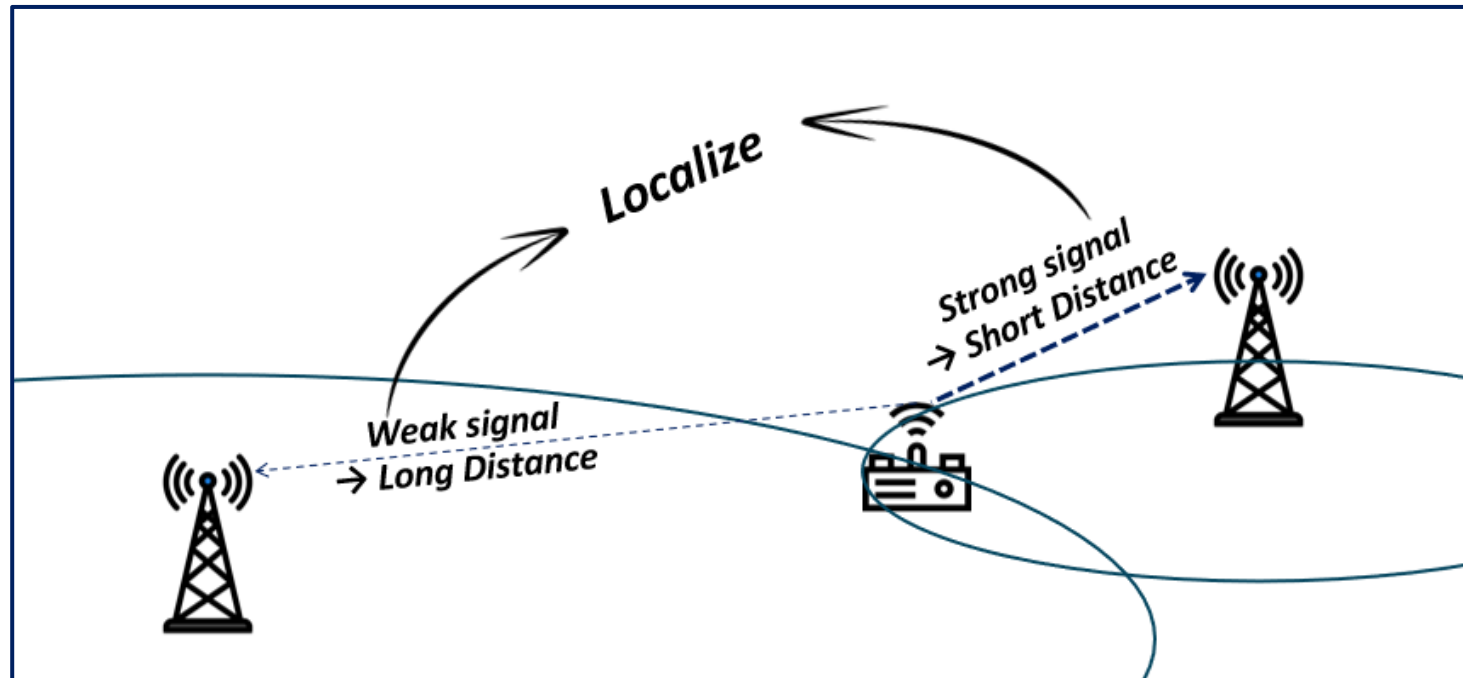 Localize
Strong signal
→ Short Distance
Weak signal
→ Long Distance